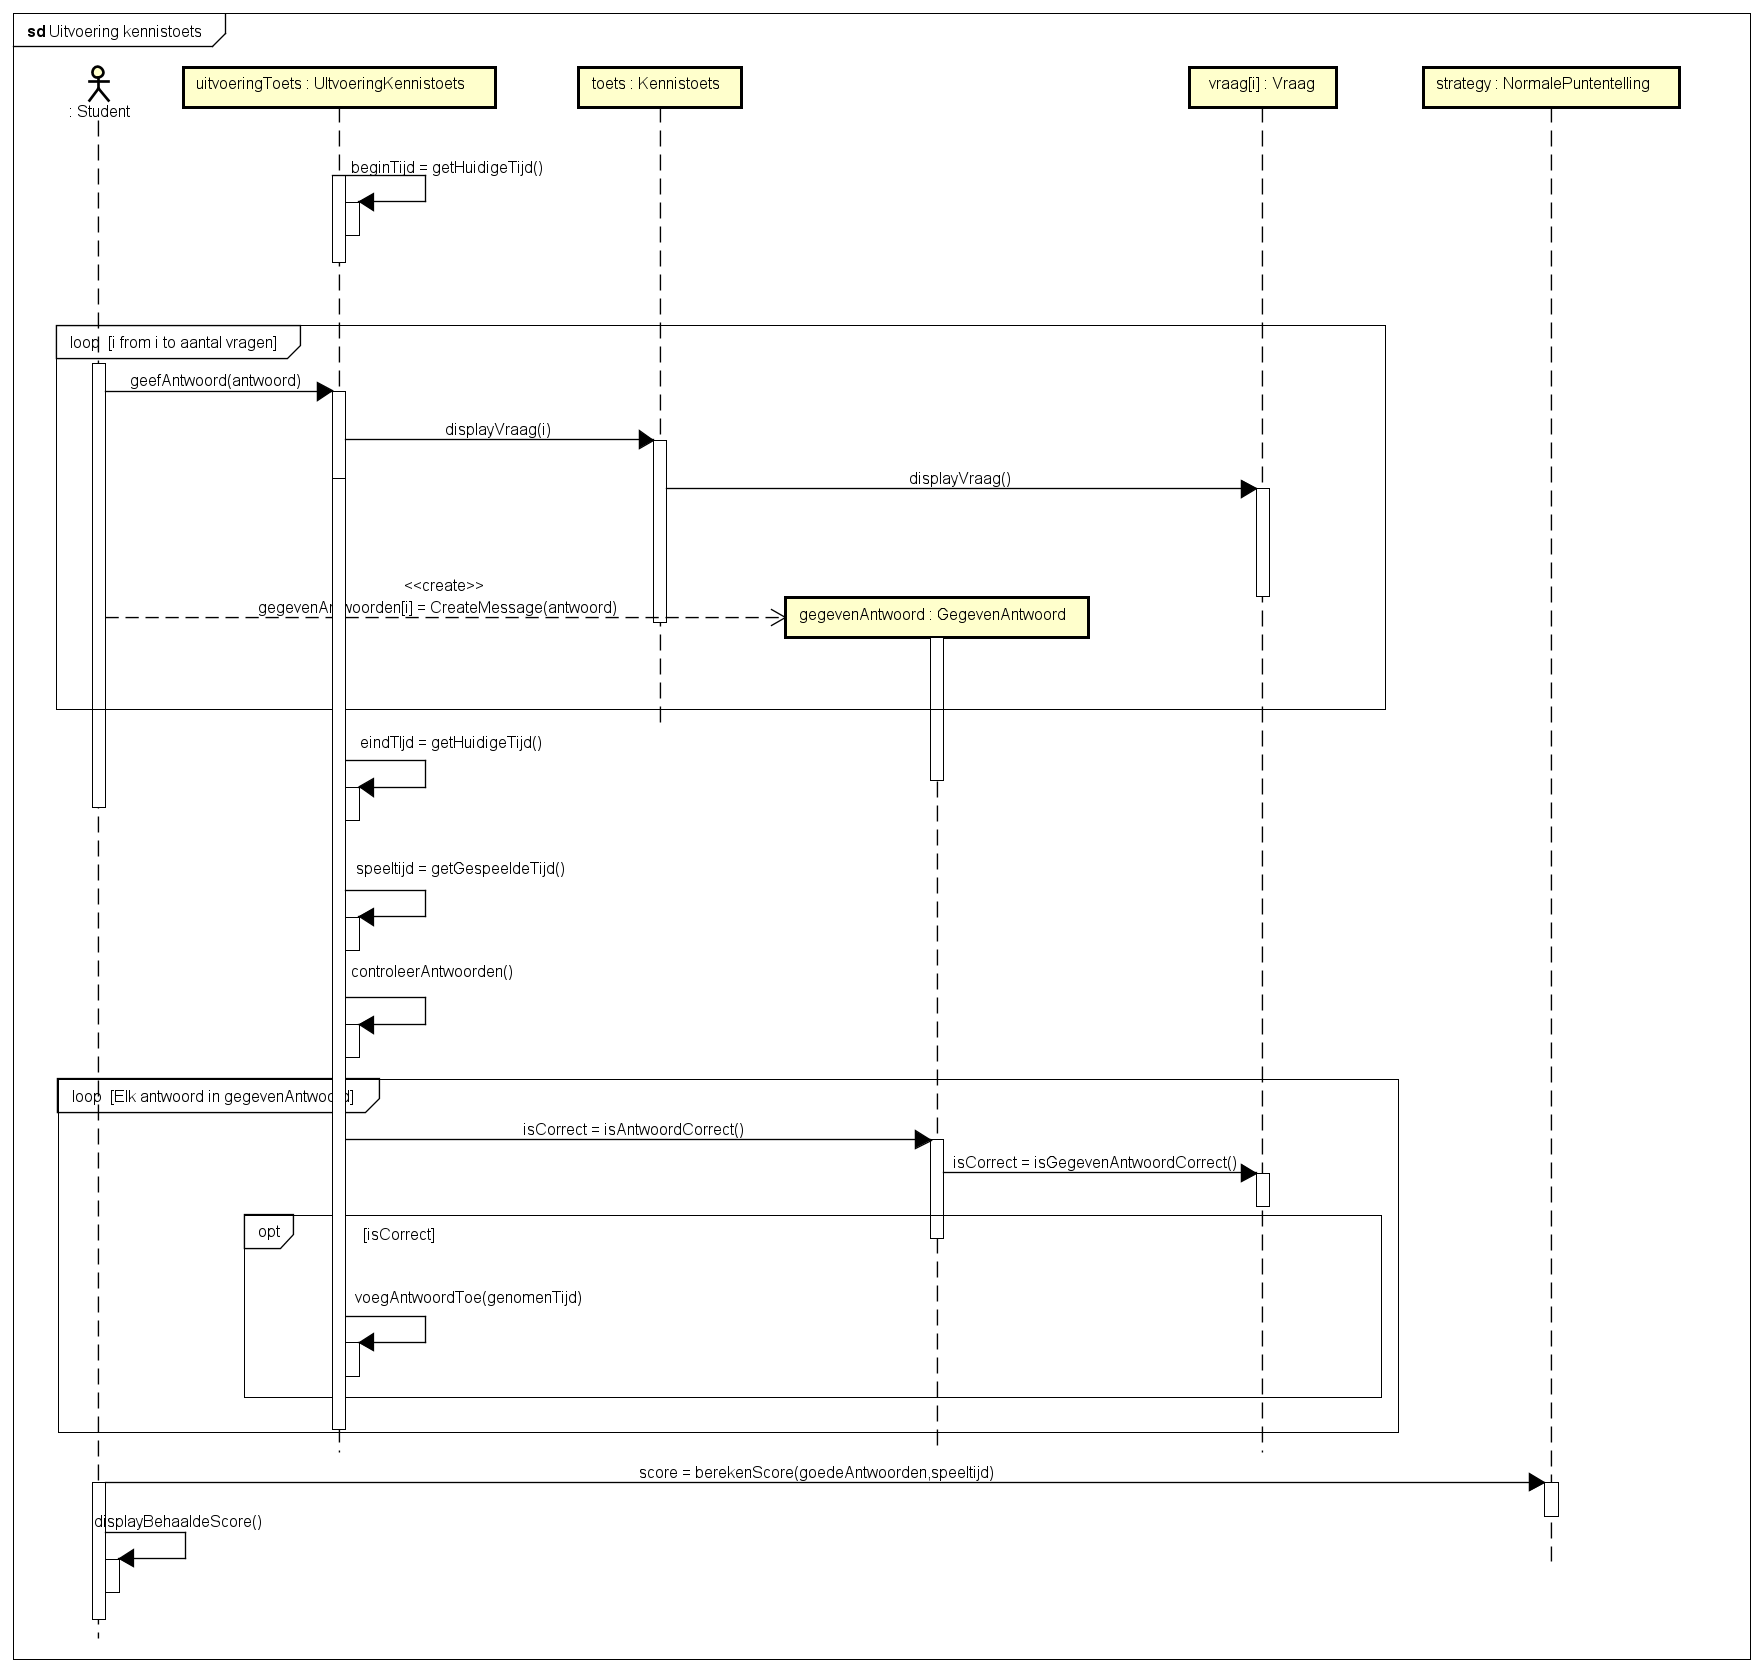 sd Uitvoering kennistoets
: Student
uitvoeringToets : UItvoeringKennistoets
toets : Kennistoets
vraag[i] : Vraag
strategy : NormalePuntentelling
beginTijd = getHuidigeTijd()
loop [i from i to aantal vragen]
geefAntwoord(antwoord)
displayVraag(i)
displayVraag()
<<create>>
gegevenAntwoorden[i] = CreateMessage(antwoord)
gegevenAntwoord : GegevenAntwoord
eindTIjd = getHuidigeTijd()
speeltijd = getGespeeldeTijd()
controleerAntwoorden()
loop [Elk antwoord in gegevenAntwoord]
isCorrect = isAntwoordCorrect()
isCorrect = isGegevenAntwoordCorrect()
opt [isCorrect]
voegAntwoordToe(genomenTijd)
score = berekenScore(goedeAntwoorden,speeltijd)
displayBehaaldeScore()